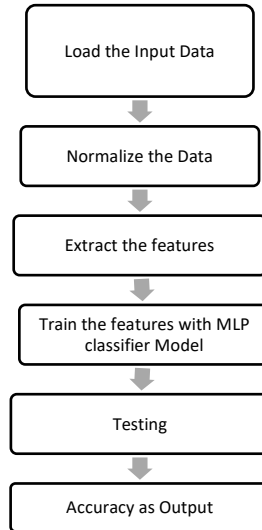 Load the Input Data
Normalize the Data
Extract the features
Train the features with MLP
classifier Model
Testing
Accuracy as Output